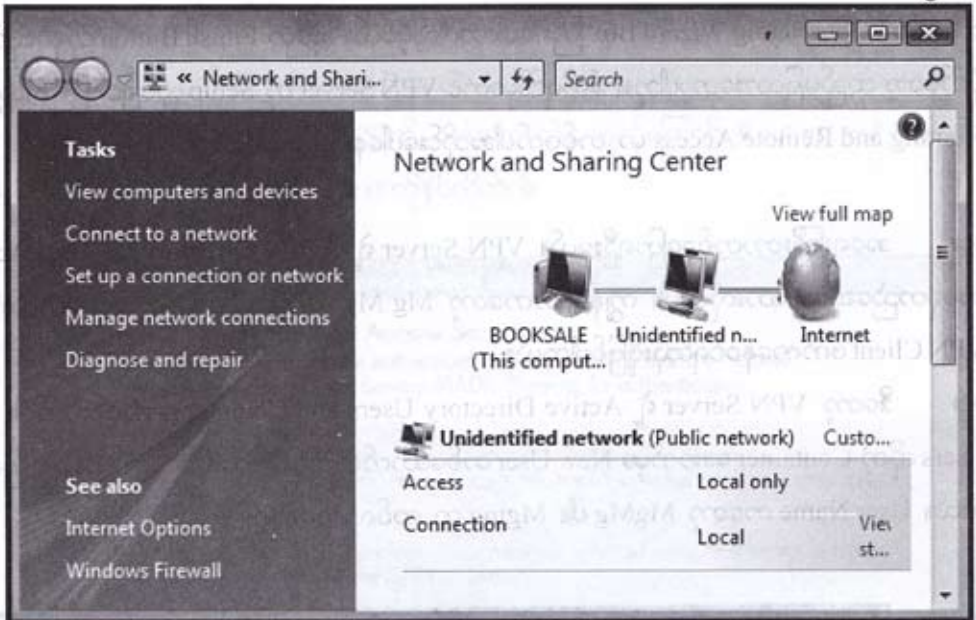 « Network and Shari...
Search
Tasks
View computers and devices
Connect to a network
Set up a connection or network
Manage network connections
Diagnose and repair
See also
Internet Options
Windows Firewall
Network and Sharing Center
View full map
BOOKSALE
(This comput...
Unidentified n...
Internet
Unidentified network (Public network) Custo...
Access Local only
Connection Local
st...